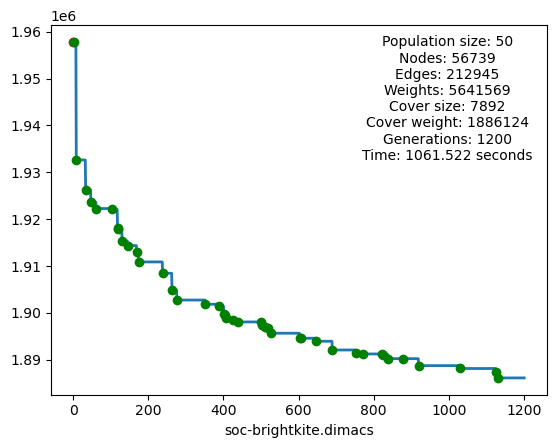 1e6
1.96
1.95
1.94
1.93
1.92
1.91
1.90
1.89
Population size: 50
Nodes: 56739
Edges: 212945
Weights: 5641569
Cover size: 7892
Cover weight: 1886124
Generations: 1200
Time: 1061.522 seconds
0 200 400 600 800 1000 1200
soc-brightkite.dimacs